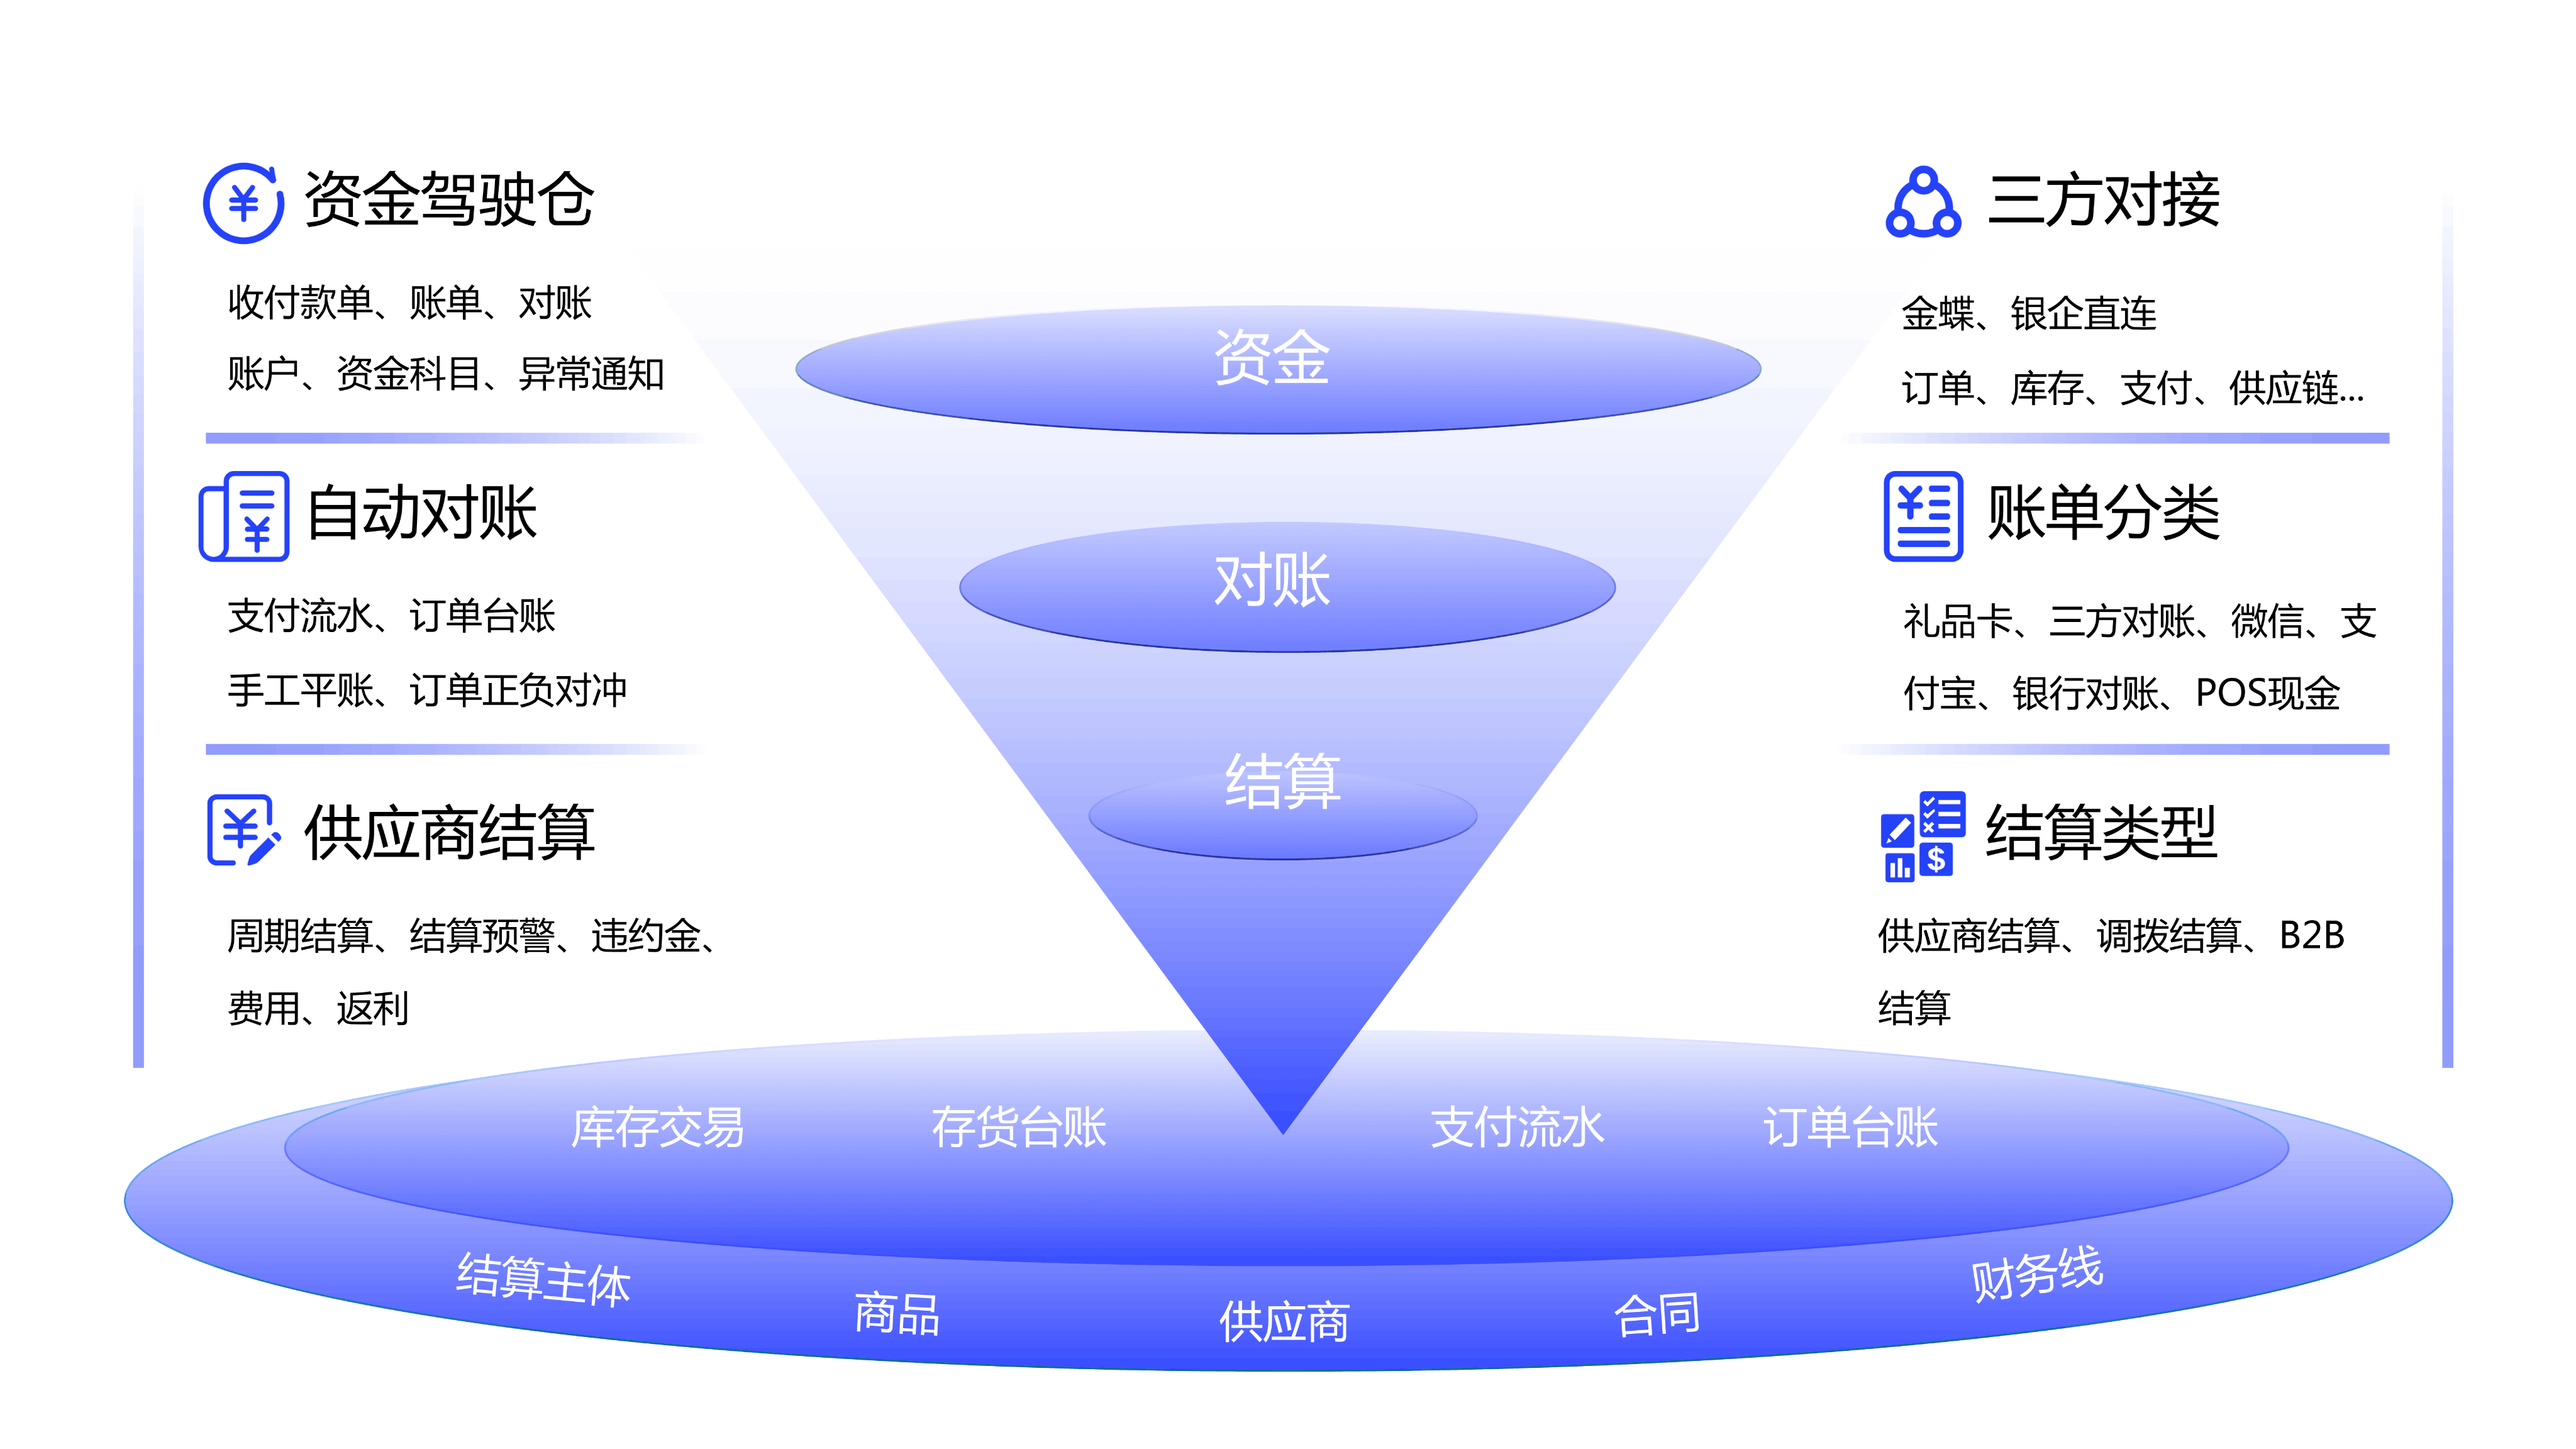 资金驾驶仓
收付款单、账单、对账
账户、资金科目、异常通知
自动对账
支付流水、订单台账
手工平账、订单正负对冲
供应商结算
周期结算、结算预警、违约金、
费用、返利
资金
对账
结算
三方对接
金蝶、银企直连
订单、库存、支付、供应链...
账单分类
礼品卡、三方对账、微信、支
付宝、银行对账、POS现金
结算类型
供应商结算、调拨结算、B2B
结算
库存交易
存货台账
支付流水
订单台账
结算主体
商品
供应商
合同
财务线